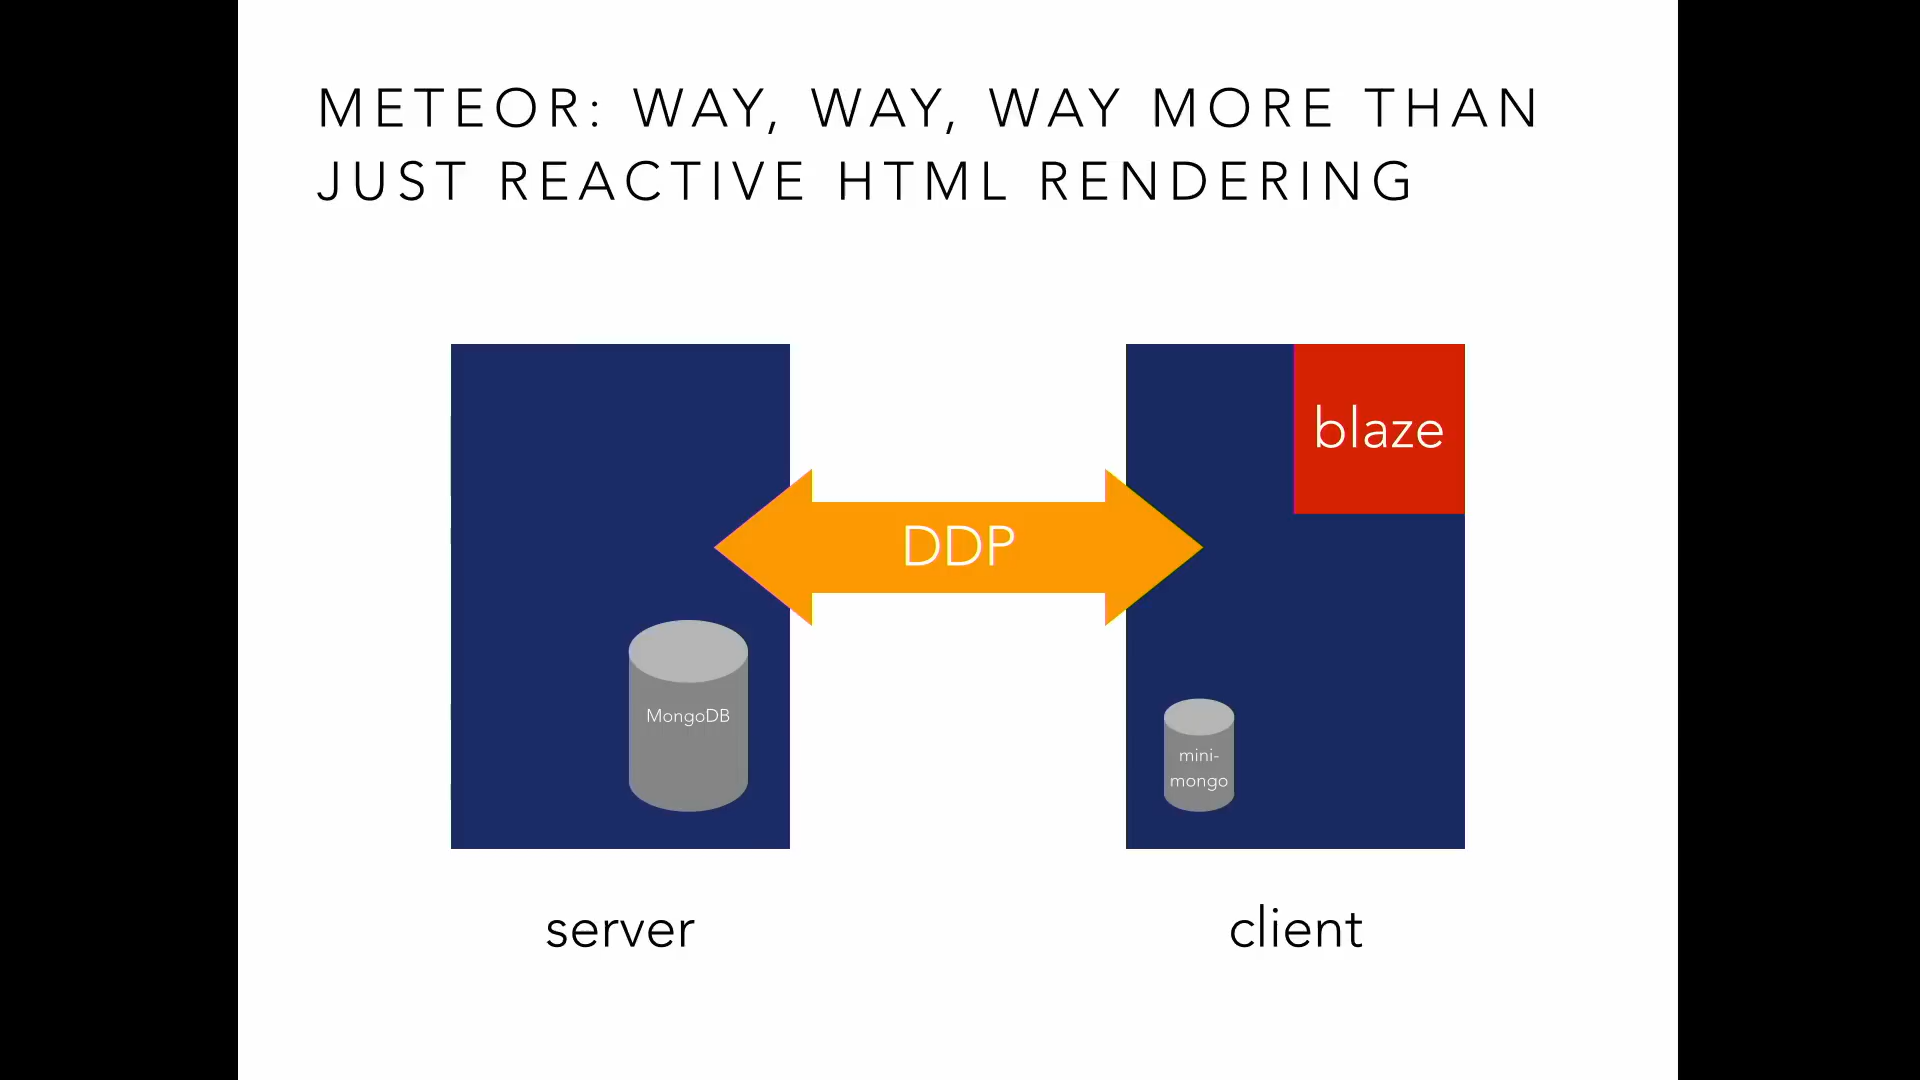 METEOR: WAY, WAY, WAY MORE THAN
JUST REACTIVE HTML RENDERING
blaze
DDP
MongoDB
mini-
mongo
server
client